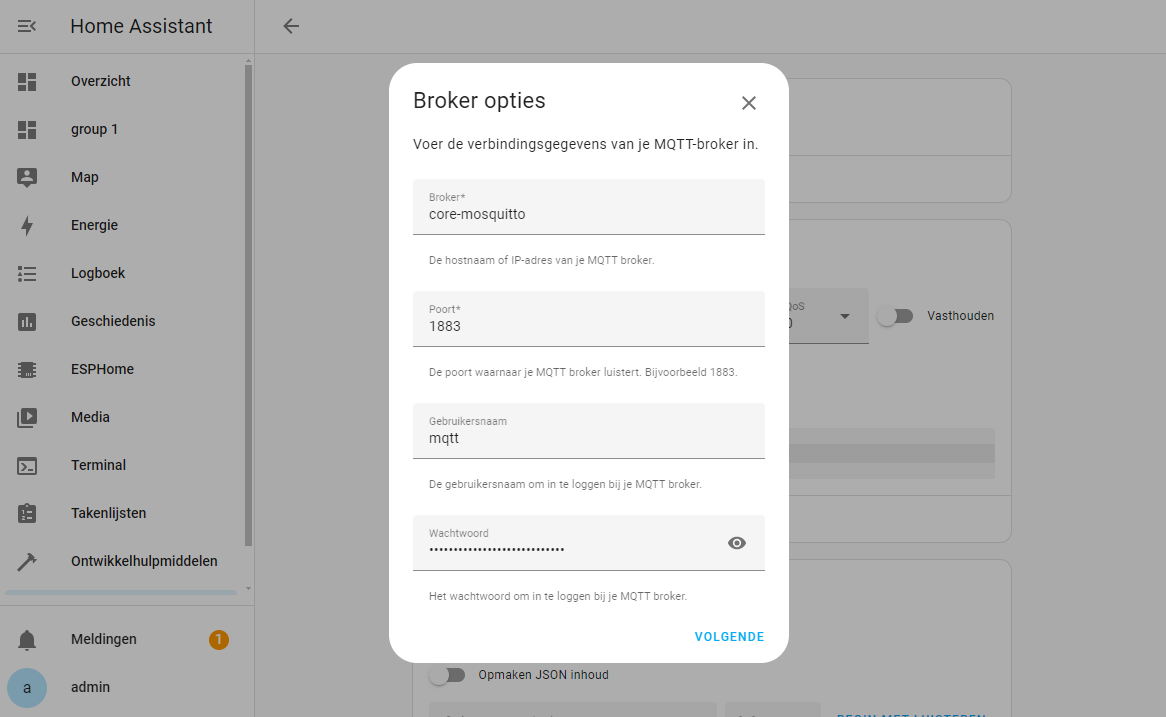 Home Assistant
Overzicht
group 1
Map
Energie
Logboek
Geschiedenis
ESPHome
Media
Terminal
Takenlijsten
Ontwikkelhulpmiddelen
Meldingen
1
a
admin
Broker opties
Voer de verbindingsgegevens van je MQTT-broker in.
Broker*
core-mosquitto
De hostnaam of IP-adres van je MQTT broker.
Poort*
1883
De poort waarnaar je MQTT broker luistert. Bijvoorbeeld 1883.
Gebruikersnaam
mqtt
De gebruikersnaam om in te loggen bij je MQTT broker.
Wachtwoord
••••••••••••••••••••••••••••
Het wachtwoord om in te loggen bij je MQTT broker.
VOLGENDE
QoS
0
Vasthouden
Opmaken JSON inhoud
BEGIN MET LUISTEREN